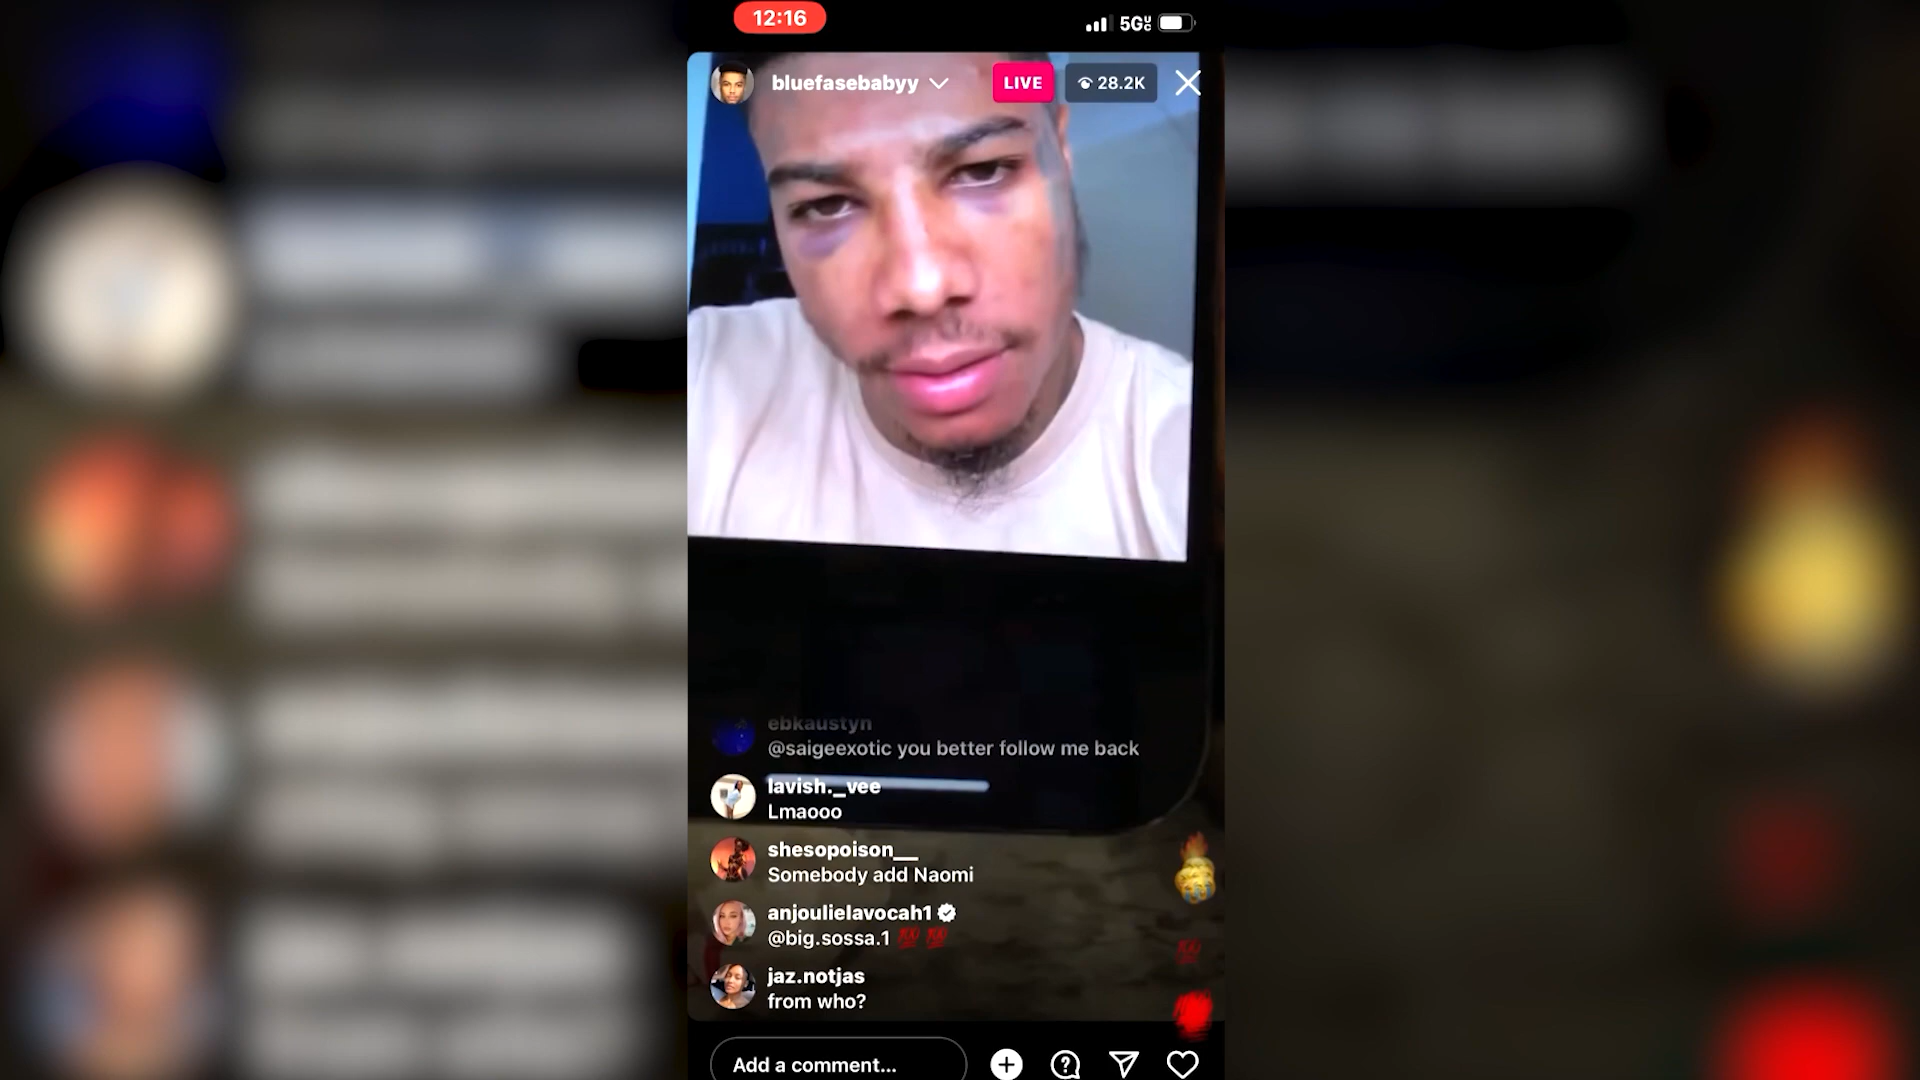 12:16
5GUC
bluefasebabyy
LIVE
28.2K
ebkaustyn
@saigeexotic you better follow me back
lavish._vee
Lmaooo
shesopoison__
Somebody add Naomi
anjoulielavocah1
@big.sossa.1 💯 💯
jaz.notjas
from who?
Add a comment...